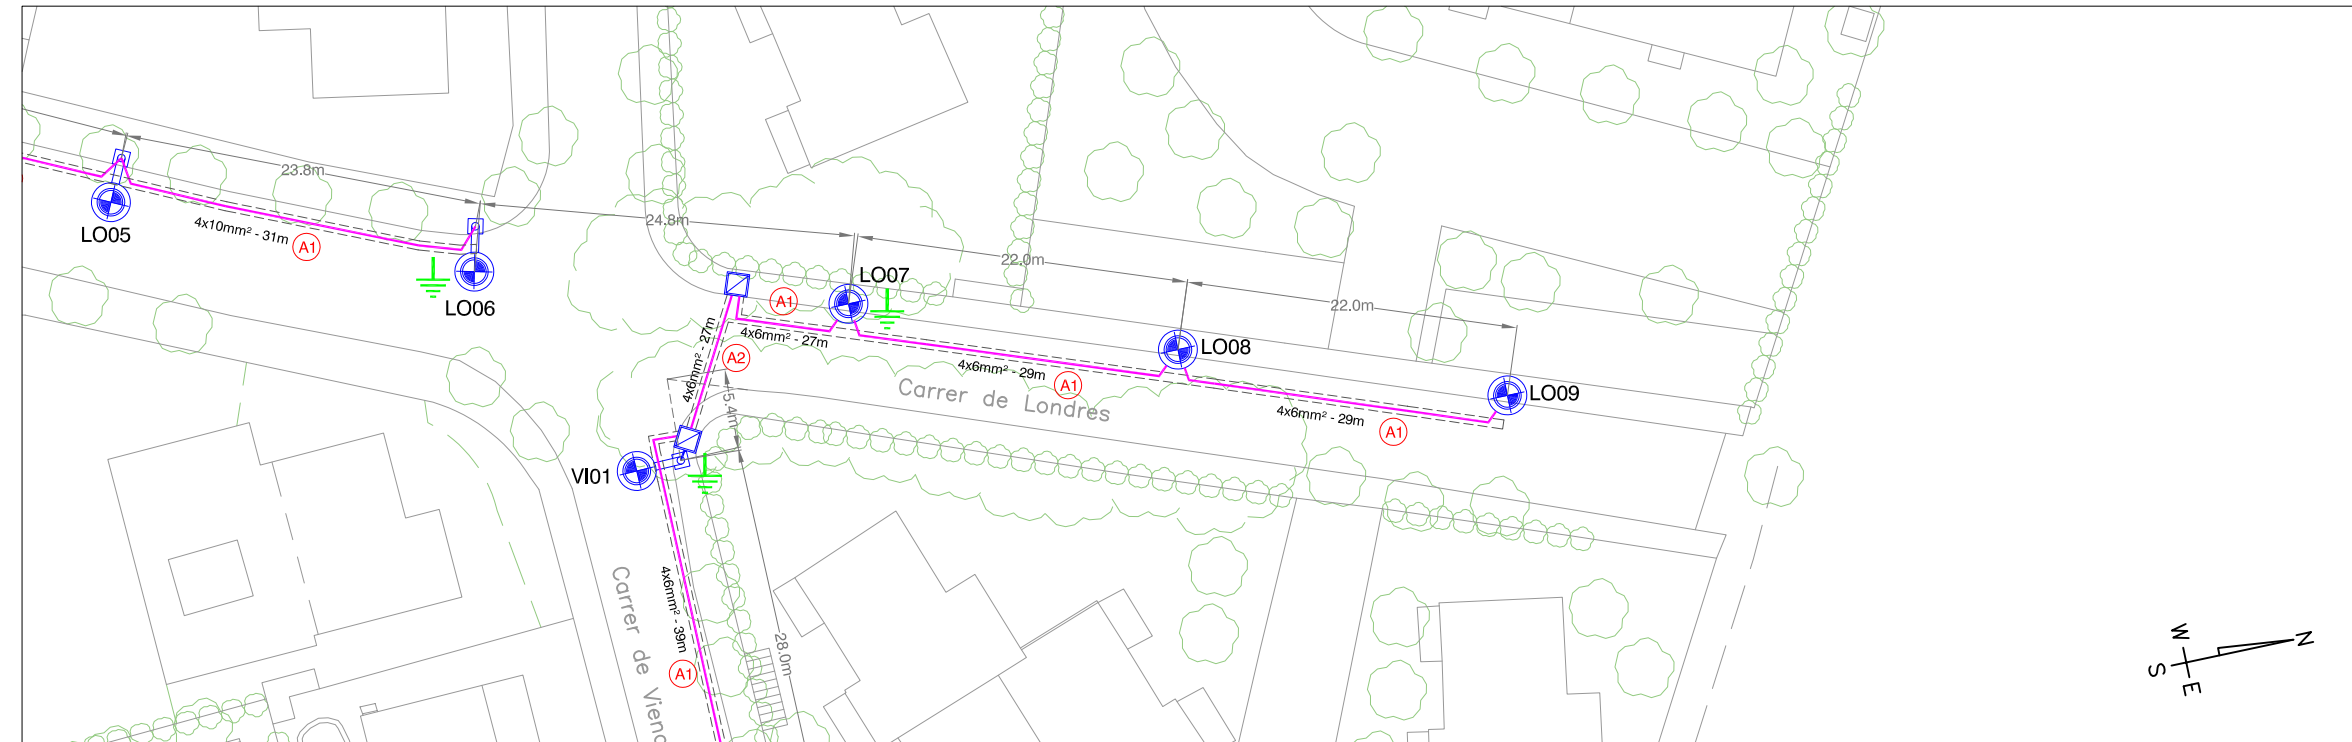 23.8m
24.8m
22.0m
22.0m
LO05
4x10mm² - 31m
A1
LO06
LO07
A1
4x6mm² - 27m
4x6mm² - 27m
A2
LO08
4x6mm² - 29m
A1
Carrer de Londres
LO09
4x6mm² - 29m
A1
5.4m
VI01
4x6mm² - 39m
A1
28.0m
Carrer de Viena
W
N
S
E